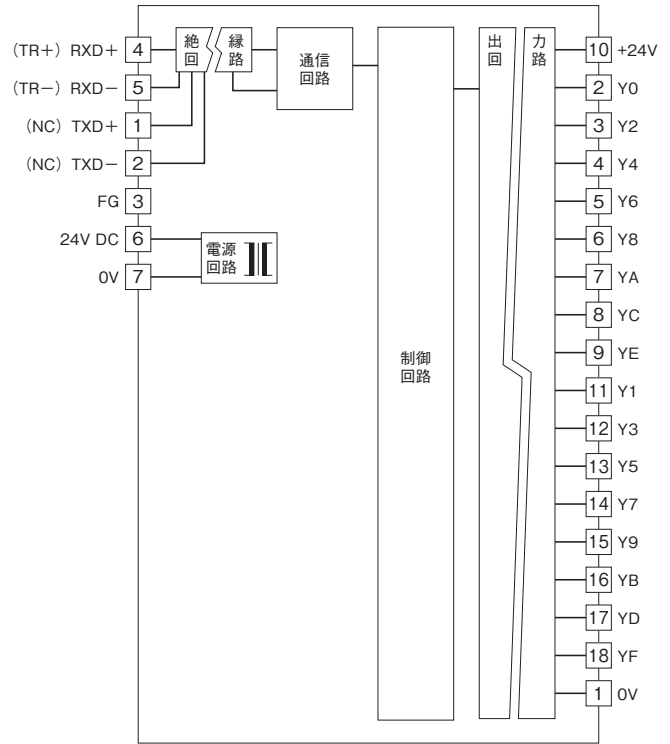 (TR+) RXD+ 4
(TR−) RXD− 5
(NC) TXD+ 1
(NC) TXD− 2
FG 3
24V DC 6
0V 7
絶縁
回路
通信
回路
電源
回路
制御
回路
出力
回路
10 +24V
2 Y0
3 Y2
4 Y4
5 Y6
6 Y8
7 YA
8 YC
9 YE
11 Y1
12 Y3
13 Y5
14 Y7
15 Y9
16 YB
17 YD
18 YF
1 0V